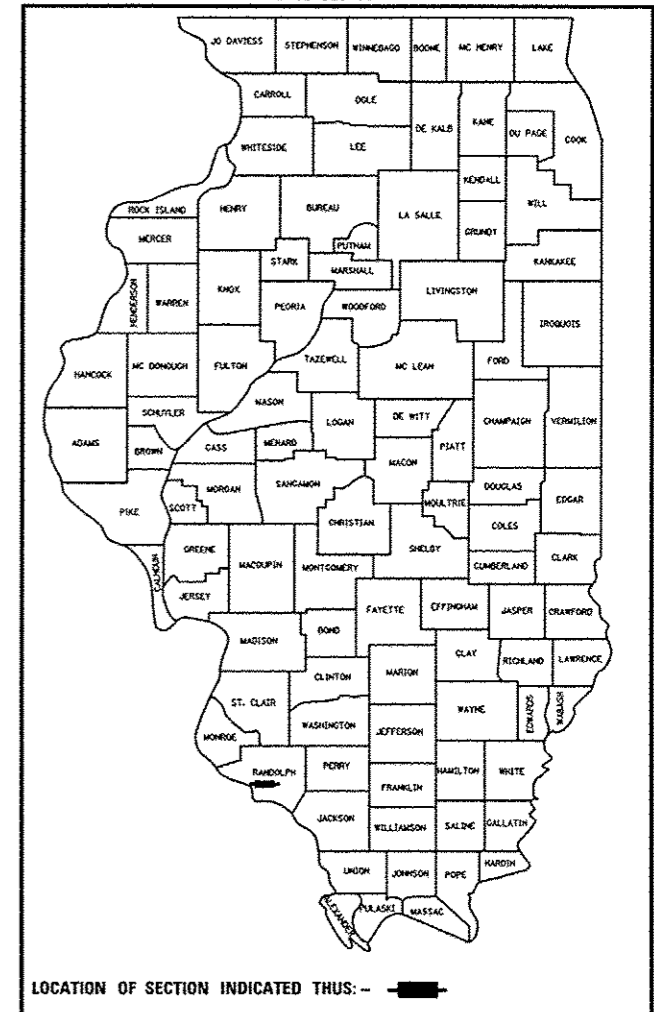 JO DAVIESS
STEPHENSON
WINNEBAGO
BOONE
MC HENRY
LAKE
CARROLL
OGLE
DE KALB
KANE
DU PAGE
COOK
WHITESIDE
LEE
KENDALL
WILL
ROCK ISLAND
HENRY
BUREAU
LA SALLE
GRUNDY
MERCER
PUTNAM
STARK
MARSHALL
KANKAKEE
HENDERSON
WARREN
KNOX
PEORIA
WOODFORD
LIVINGSTON
IROQUOIS
HANCOCK
MC DONOUGH
FULTON
TAZEWELL
MC LEAN
FORD
MASON
SCHUYLER
LOGAN
DE WITT
CHAMPAIGN
VERMILION
ADAMS
BROWN
CASS
MENARD
MACON
PIATT
PIKE
SCOTT
MORGAN
SANGAMON
CHRISTIAN
MOULTRIE
DOUGLAS
EDGAR
COLES
CALHOUN
GREENE
MACOUPIN
MONTGOMERY
SHELBY
CUMBERLAND
CLARK
JERSEY
FAYETTE
EFFINGHAM
JASPER
CRAWFORD
MADISON
BOND
CLAY
RICHLAND
LAWRENCE
CLINTON
MARION
ST. CLAIR
WAYNE
EDWARDS
WABASH
MONROE
WASHINGTON
JEFFERSON
RANDOLPH
PERRY
HAMILTON
WHITE
FRANKLIN
JACKSON
WILLIAMSON
SALINE
GALLATIN
UNION
JOHNSON
POPE
HARDIN
ALEXANDER
PULASKI
MASSAC
LOCATION OF SECTION INDICATED THUS: -